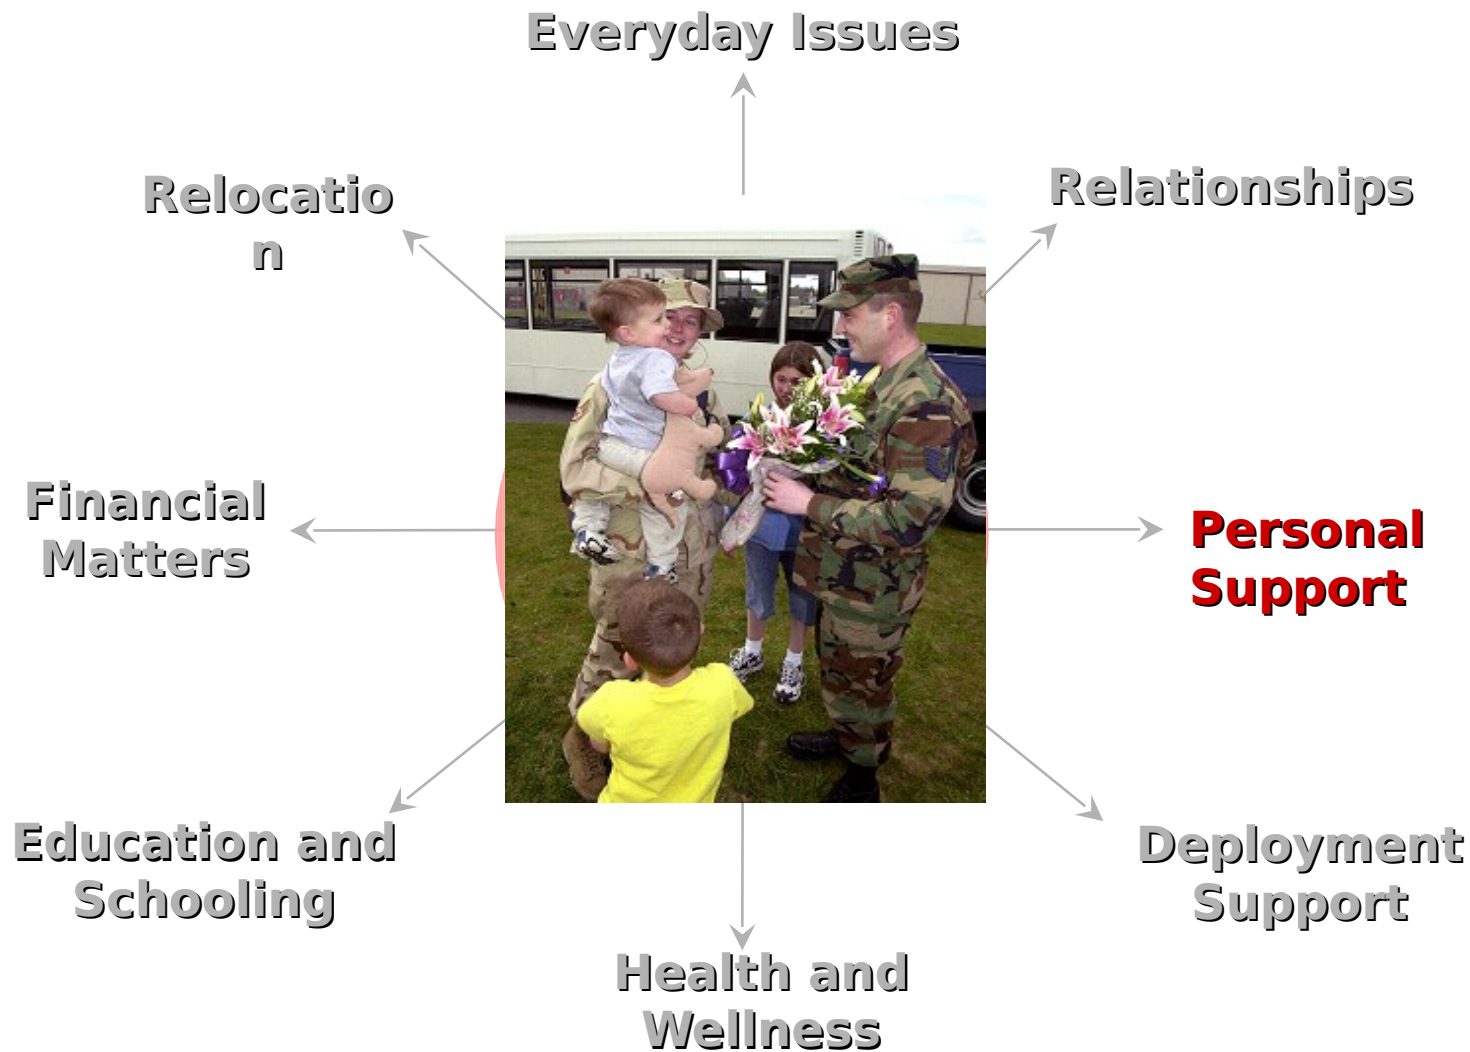 Everyday Issues
Relocatio
n
Relationships
Financial
Matters
Personal
Support
Education and
Schooling
Deployment
Support
Health and
Wellness